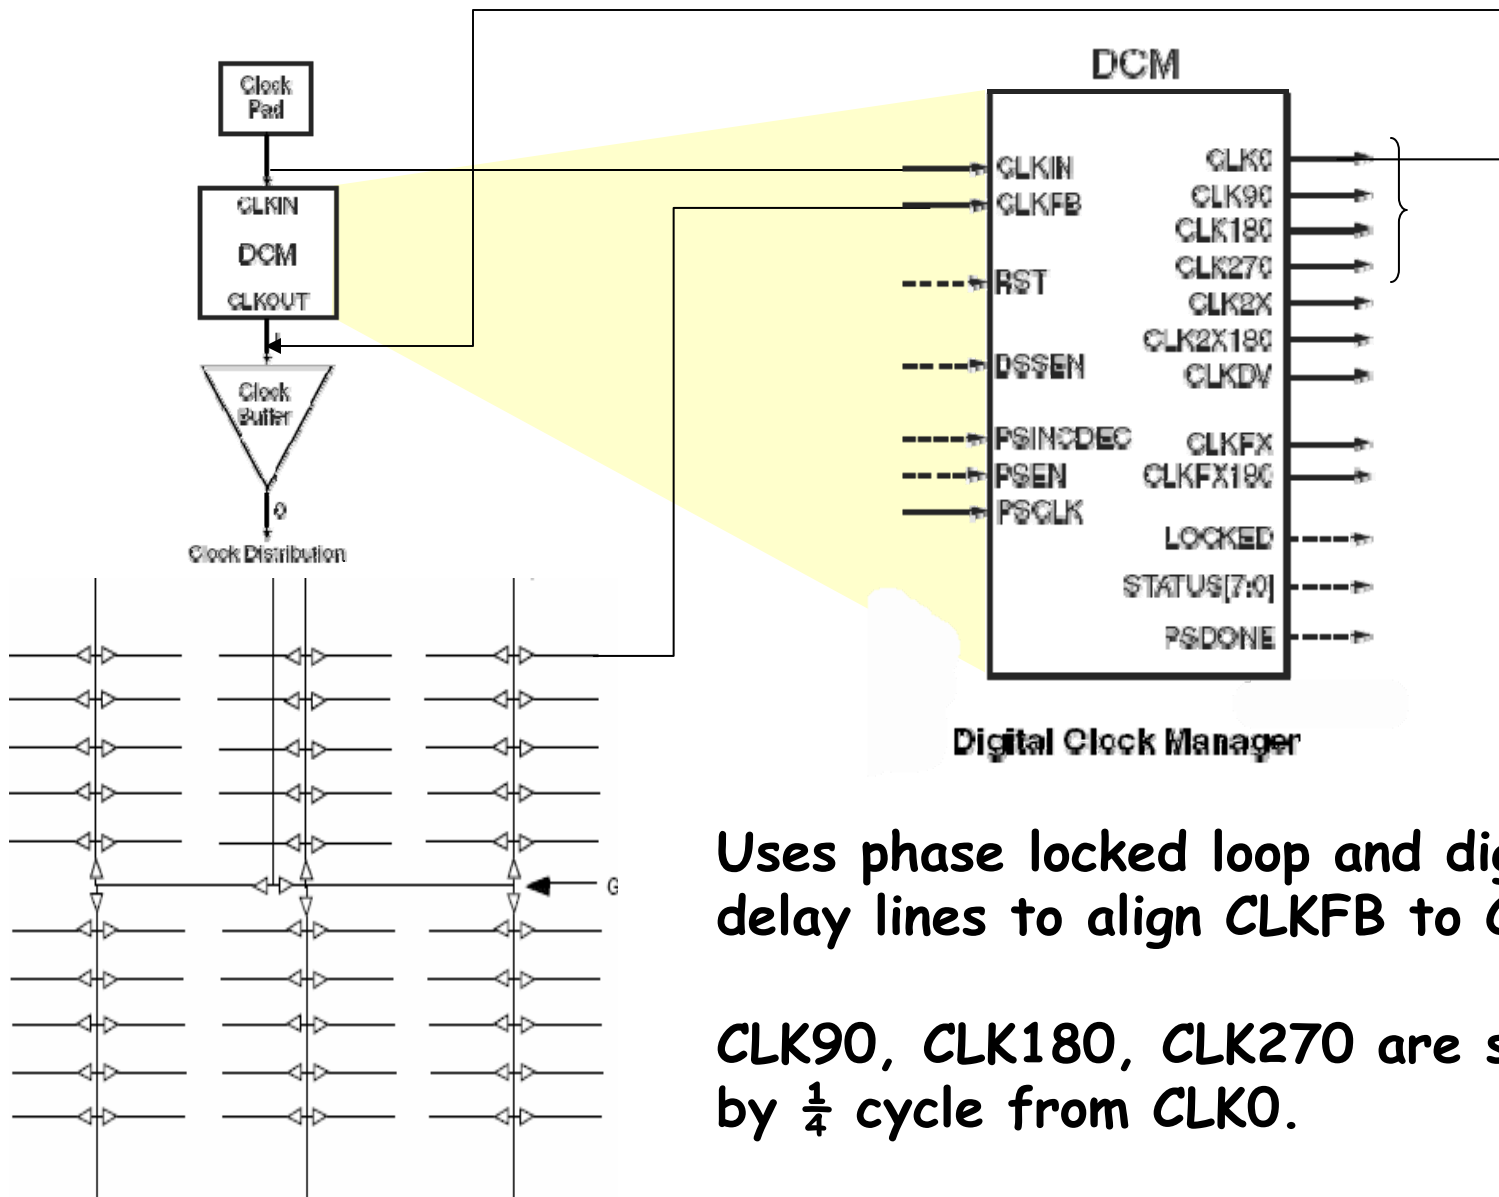 DCM
Clock
Pad
CLKIN
DCM
CLKOUT
I
Clock
Buffer
O
Clock Distribution
G
CLKIN
CLKFB
RST
DSSEN
PSINCDEC
PSEN
PSCLK
CLK0
CLK90
CLK180
CLK270
CLK2X
CLK2X180
CLKDV
CLKFX
CLKFX180
LOCKED
STATUS[7:0]
PSDONE
Digital Clock Manager
Uses phase locked loop and dig
delay lines to align CLKFB to C
CLK90, CLK180, CLK270 are s
by ¼ cycle from CLK0.